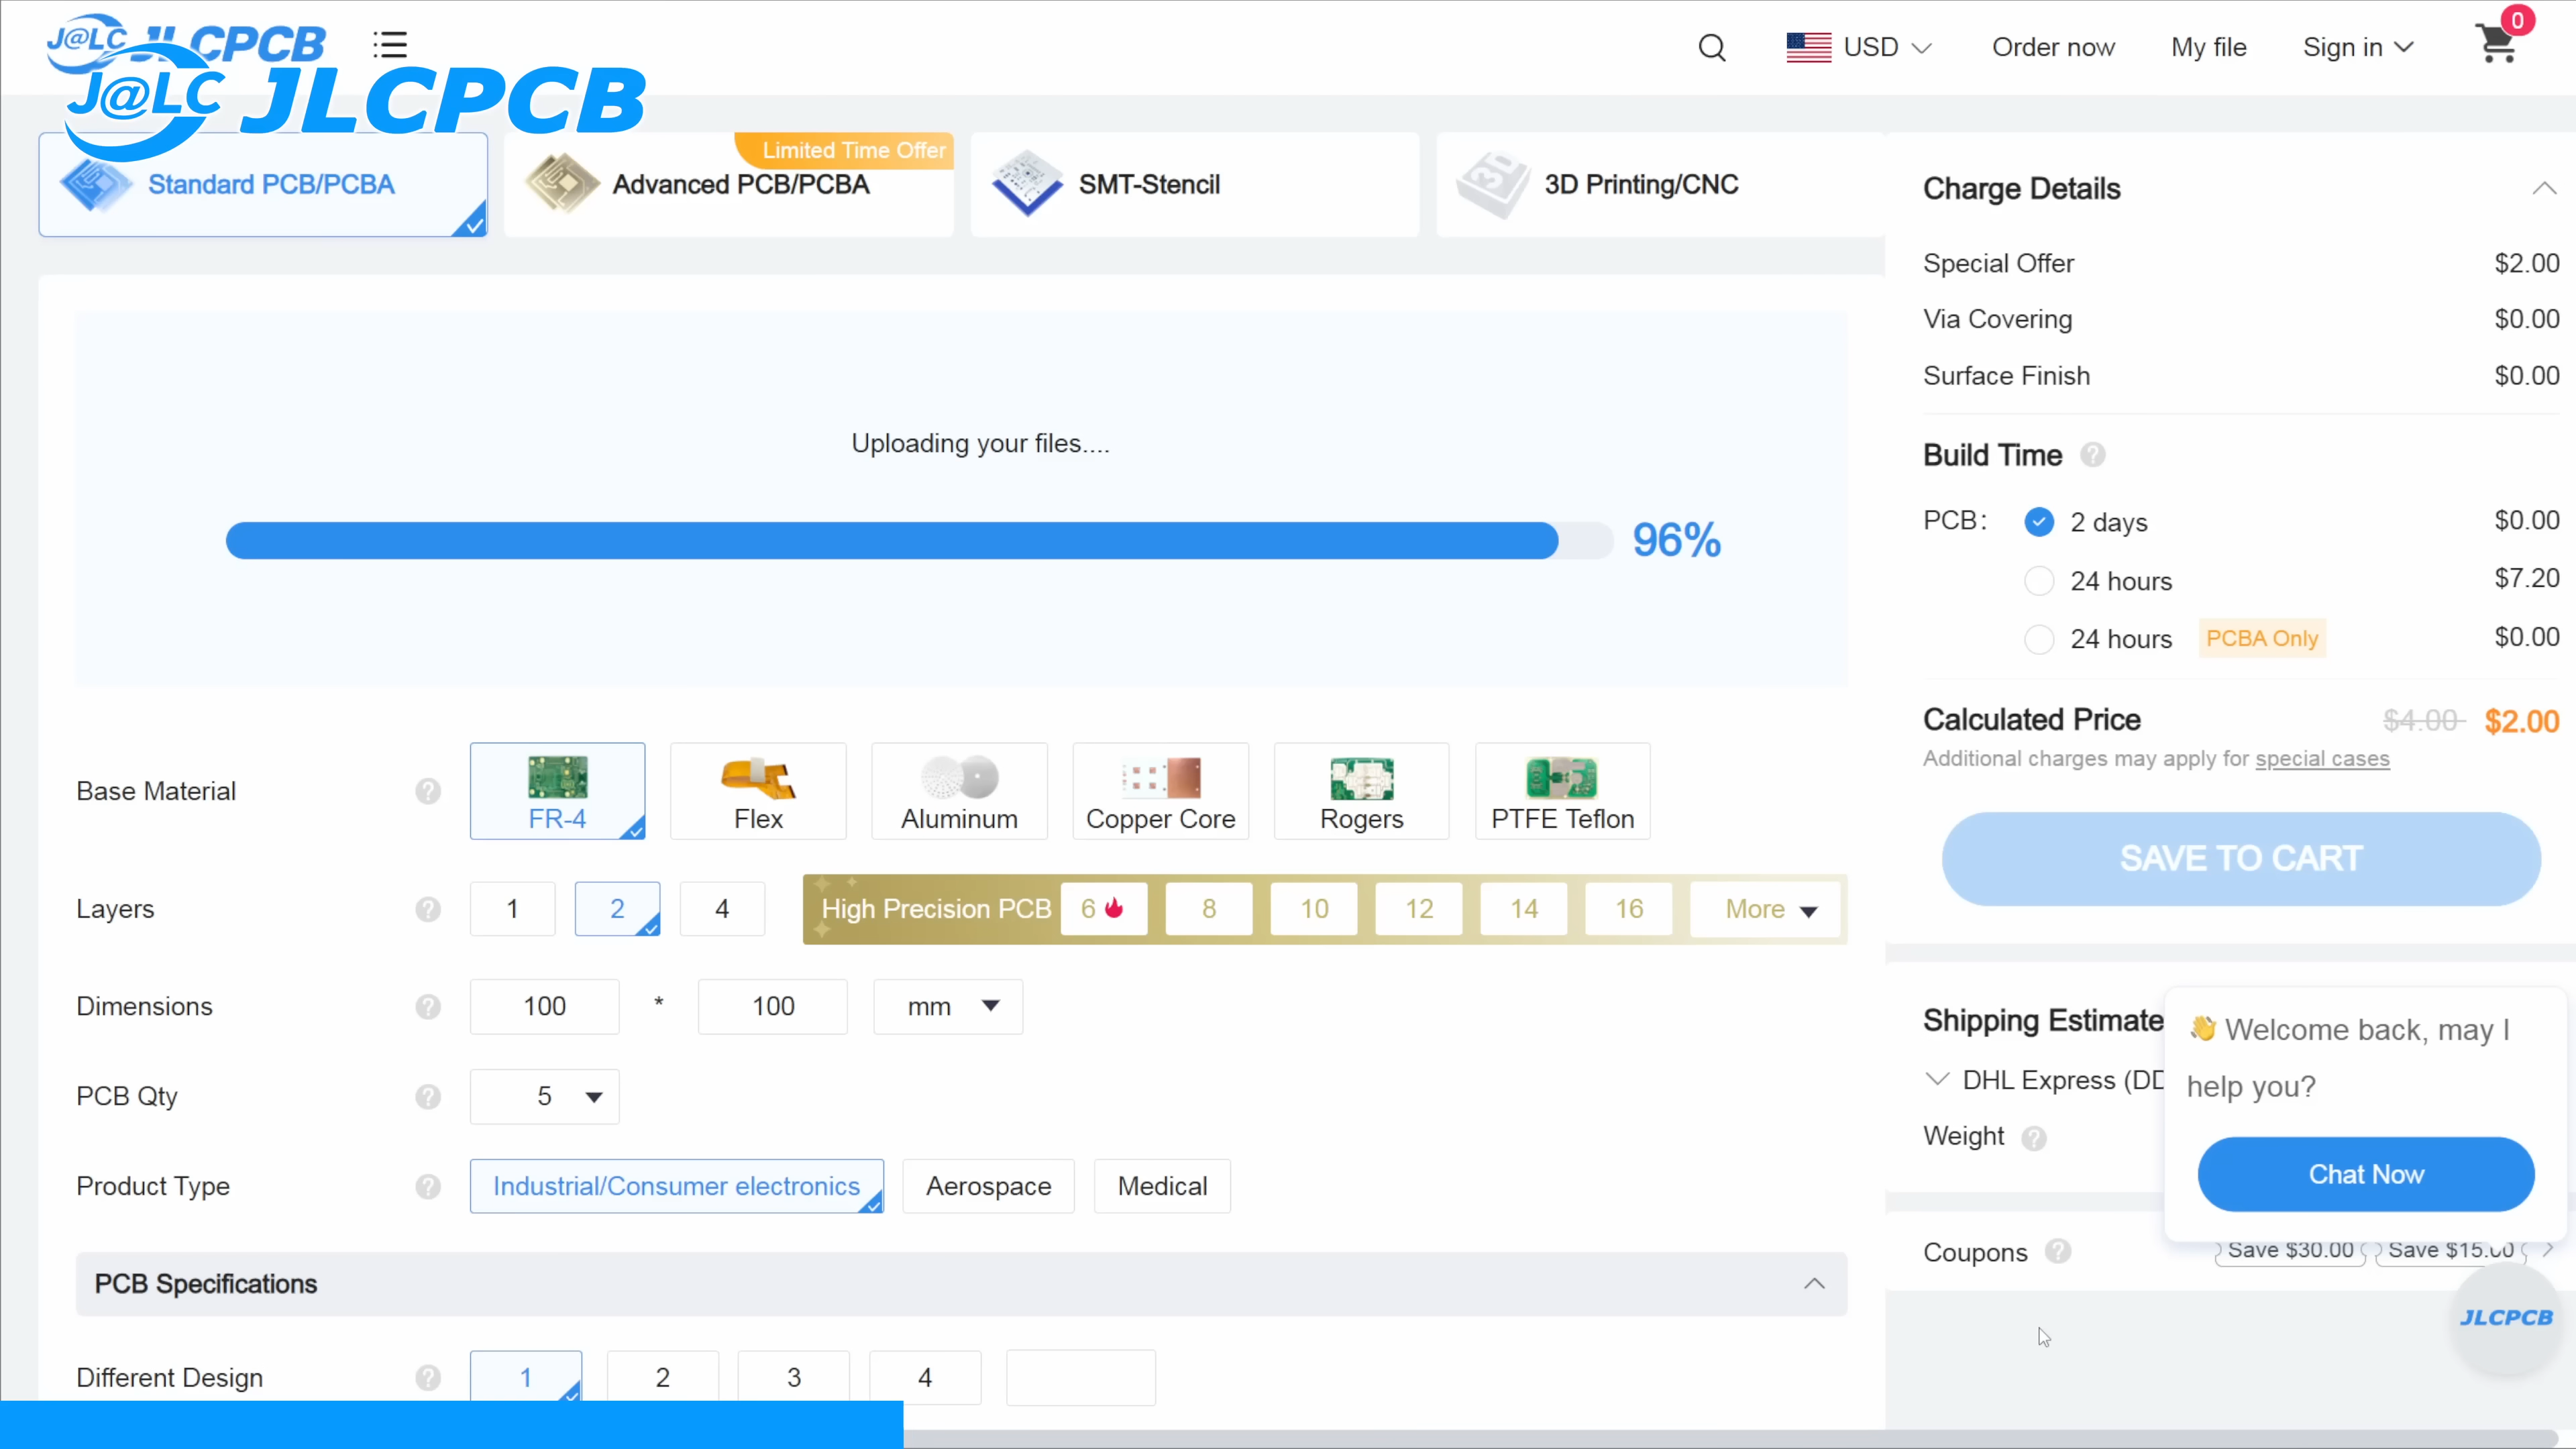 J@LC JLCPCB
USD
Order now
My file
Sign in
0
J@LC JLCPCB
Standard PCB/PCBA
Limited Time Offer
Advanced PCB/PCBA
SMT-Stencil
3D
3D Printing/CNC
Uploading your files....
96%
Base Material
?
FR-4
Flex
Aluminum
Copper Core
Rogers
PTFE Teflon
Layers
?
1
2
4
High Precision PCB
6
8
10
12
14
16
More
Dimensions
?
100
*
100
mm
PCB Qty
?
5
Product Type
?
Industrial/Consumer electronics
Aerospace
Medical
PCB Specifications
Different Design
?
1
2
3
4
Charge Details
Special Offer $2.00
Via Covering $0.00
Surface Finish $0.00
Build Time ?
PCB: 2 days $0.00
24 hours $7.20
24 hours PCBA Only $0.00
Calculated Price $4.00 $2.00
Additional charges may apply for special cases
SAVE TO CART
Shipping Estimate
DHL Express (DD
Weight ?
👋 Welcome back, may I
help you?
Chat Now
Coupons ? Save $30.00 Save $15.00
JLCPCB